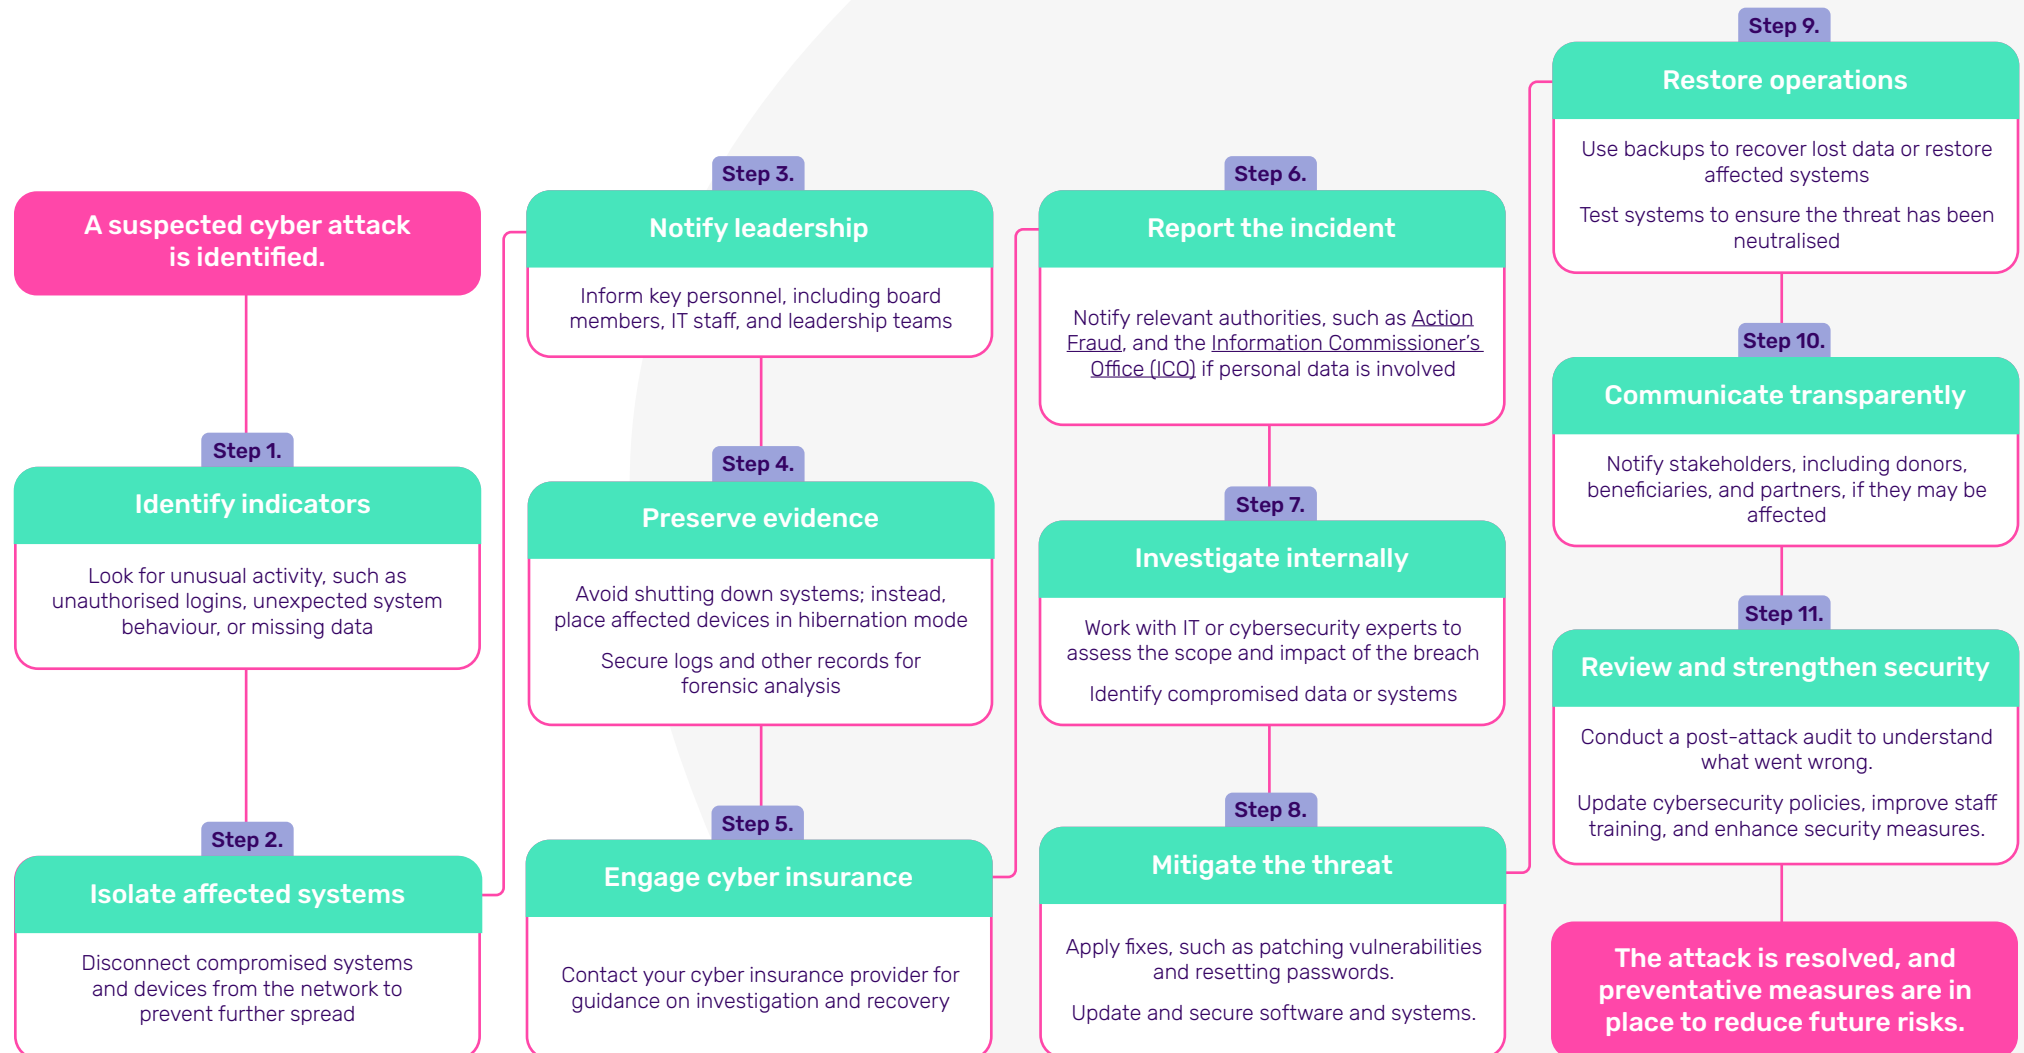 A suspected cyber attack
is identified.
Step 1.
Identify indicators
Look for unusual activity, such as
unauthorised logins, unexpected system
behaviour, or missing data
Step 2.
Isolate affected systems
Disconnect compromised systems
and devices from the network to
prevent further spread
Step 3.
Notify leadership
Inform key personnel, including board
members, IT staff, and leadership teams
Step 4.
Preserve evidence
Avoid shutting down systems; instead,
place affected devices in hibernation mode
Secure logs and other records for
forensic analysis
Step 5.
Engage cyber insurance
Contact your cyber insurance provider for
guidance on investigation and recovery
Step 6.
Report the incident
Notify relevant authorities, such as Action
Fraud, and the Information Commissioner's
Office (ICO) if personal data is involved
Step 7.
Investigate internally
Work with IT or cybersecurity experts to
assess the scope and impact of the breach
Identify compromised data or systems
Step 8.
Mitigate the threat
Apply fixes, such as patching vulnerabilities
and resetting passwords.
Update and secure software and systems.
Step 9.
Restore operations
Use backups to recover lost data or restore
affected systems
Test systems to ensure the threat has been
neutralised
Step 10.
Communicate transparently
Notify stakeholders, including donors,
beneficiaries, and partners, if they may be
affected
Step 11.
Review and strengthen security
Conduct a post-attack audit to understand
what went wrong.
Update cybersecurity policies, improve staff
training, and enhance security measures.
The attack is resolved, and
preventative measures are in
place to reduce future risks.